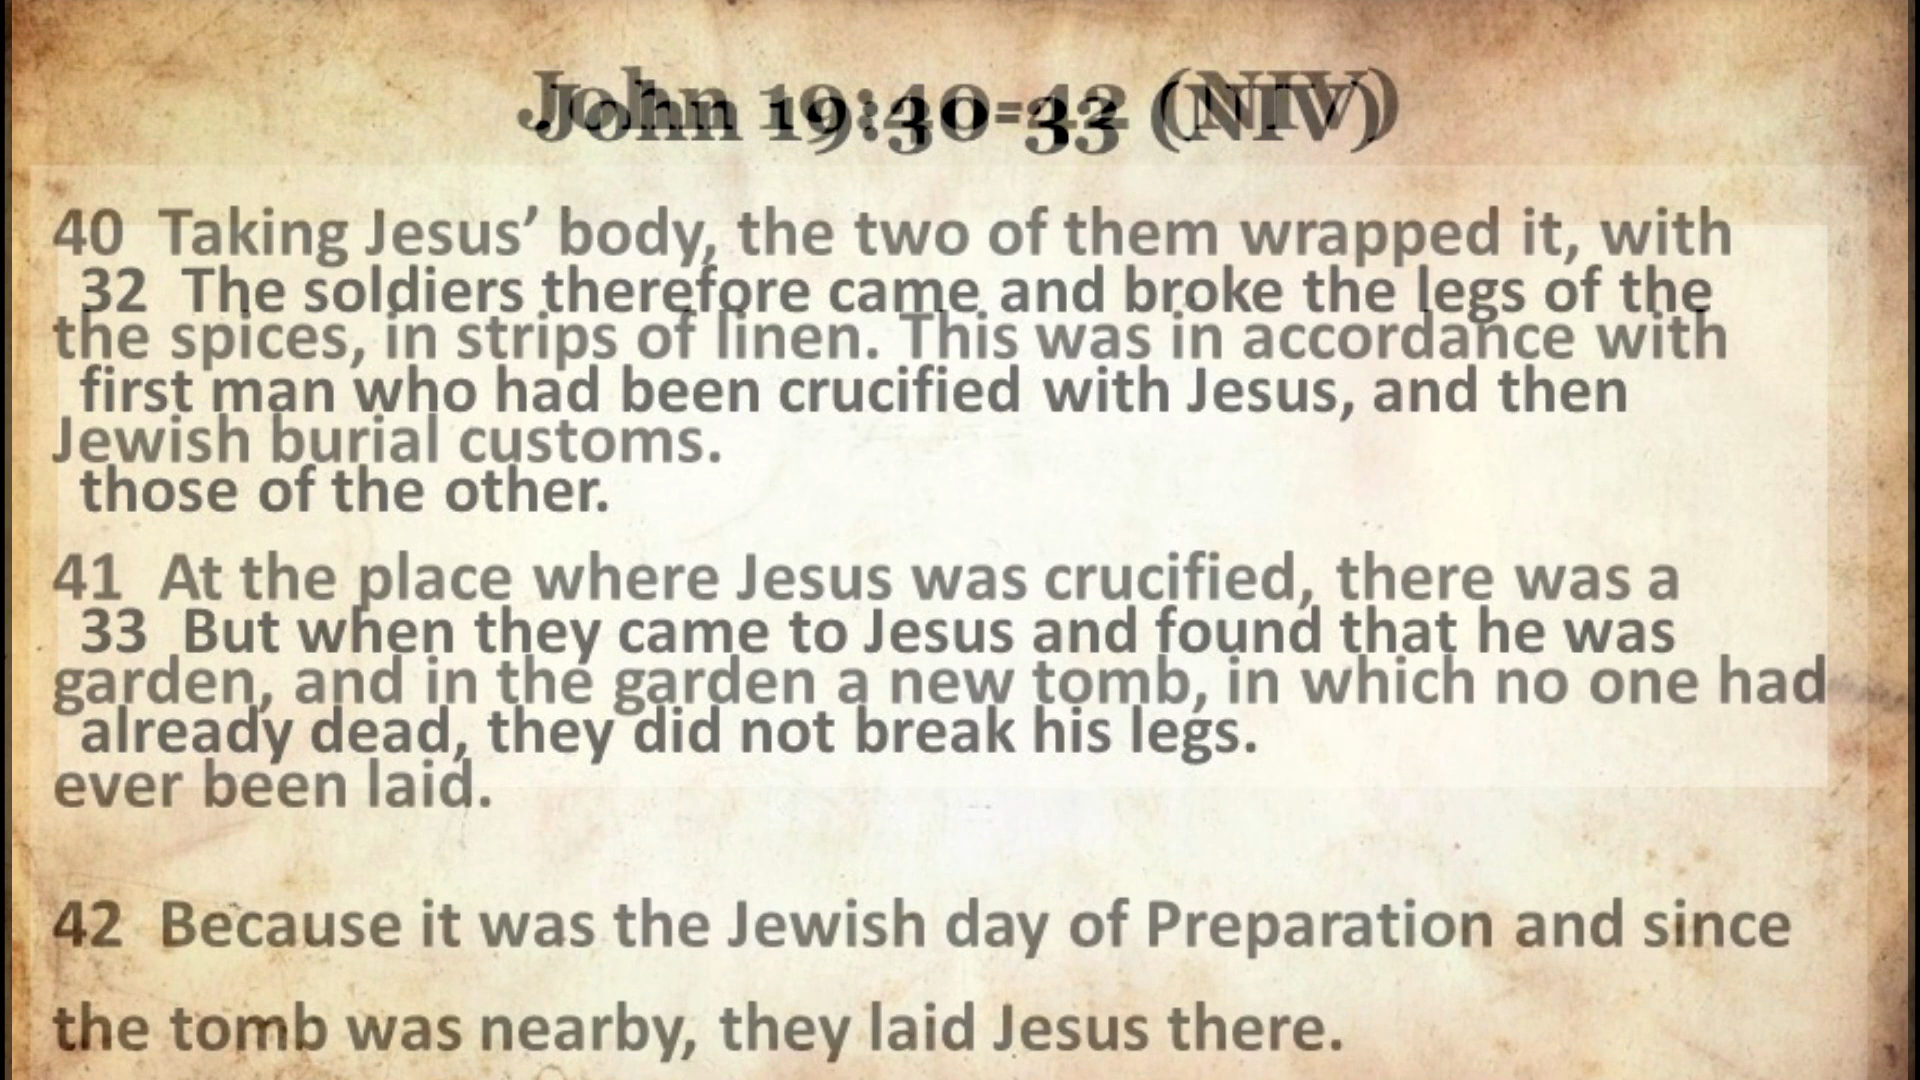 John 19:40-42 (NIV)
40 Taking Jesus’ body, the two of them wrapped it, with
the spices, in strips of linen. This was in accordance with
Jewish burial customs.
41 At the place where Jesus was crucified, there was a
garden, and in the garden a new tomb, in which no one had
ever been laid.
42 Because it was the Jewish day of Preparation and since
the tomb was nearby, they laid Jesus there.
John 19:30-33 (NIV)
32 The soldiers therefore came and broke the legs of the
first man who had been crucified with Jesus, and then
those of the other.
33 But when they came to Jesus and found that he was
already dead, they did not break his legs.